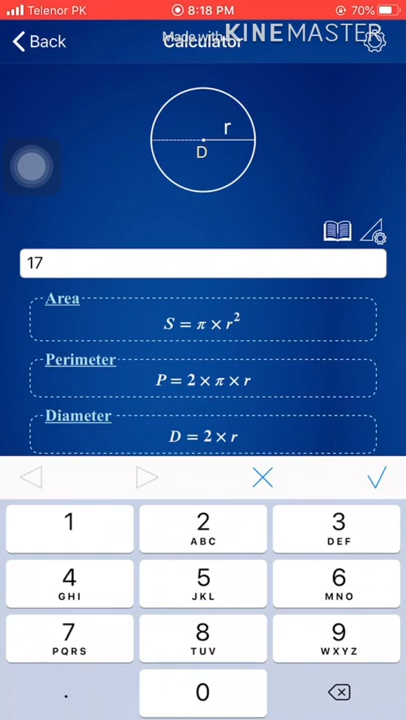 Telenor PK 8:18 PM 70%
Made with KINEMASTER
Back Calculator
r
D
17
Area
S = π × r²
Perimeter
P = 2 × π × r
Diameter
D = 2 × r
1 2 3
ABC DEF
4 5 6
GHI JKL MNO
7 8 9
PQRS TUV WXYZ
. 0